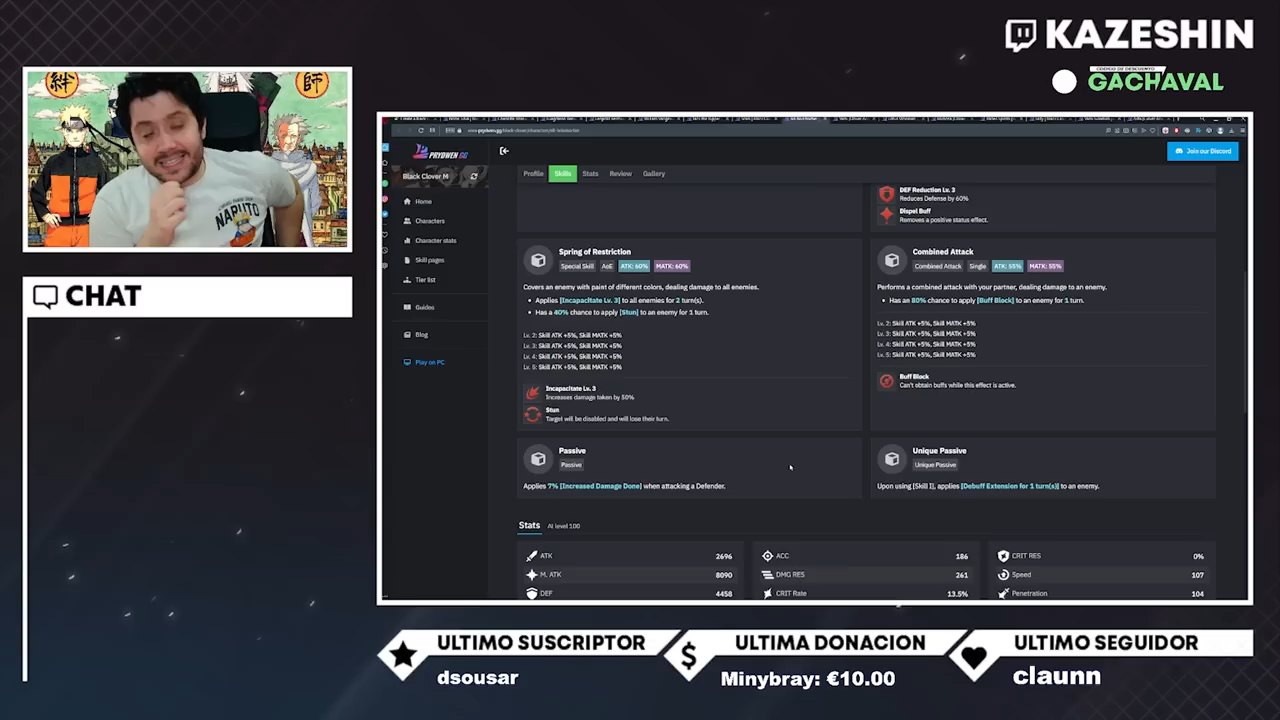 KAZESHIN
CODIGO DE DESCUENTO
GACHAVAL
絆
師
PRYDWEN GG
Join our Discord
Black Clover M
Profile Skills Stats Review Gallery
Home
Characters
Character stats
Skill pages
Tier list
Guides
Blog
Play on PC
DEF Reduction Lv. 3
Reduces Defense by 60%
Dispel Buff
Removes a positive status effect.
Spring of Restriction
Special Skill AoE ATK: 60% MATK: 60%
Covers an enemy with paint of different colors, dealing damage to all enemies.
Applies [Incapacitate Lv. 3] to all enemies for 2 turn(s).
Has a 40% chance to apply [Stun] to an enemy for 1 turn.
Lv. 2: Skill ATK +5%, Skill MATK +5%
Lv. 3: Skill ATK +5%, Skill MATK +5%
Lv. 4: Skill ATK +5%, Skill MATK +5%
Lv. 5: Skill ATK +5%, Skill MATK +5%
Incapacitate Lv. 3
Increases damage taken by 50%
Stun
Target will be disabled and will lose their turn.
Combined Attack
Combined Attack Single ATK: 55% MATK: 55%
Performs a combined attack with your partner, dealing damage to an enemy.
Has an 80% chance to apply [Buff Block] to an enemy for 1 turn.
Lv. 2: Skill ATK +5%, Skill MATK +5%
Lv. 3: Skill ATK +5%, Skill MATK +5%
Lv. 4: Skill ATK +5%, Skill MATK +5%
Lv. 5: Skill ATK +5%, Skill MATK +5%
Buff Block
Can't obtain buffs while this effect is active.
Passive
Passive
Applies 7% [Increased Damage Done] when attacking a Defender.
Unique Passive
Unique Passive
Upon using [Skill I], applies [Debuff Extension for 1 turn(s)] to an enemy.
Stats At level 100
ATK 2696
ACC 186
CRIT RES 0%
M. ATK 8090
DMG RES 261
Speed 107
DEF 4458
CRIT Rate 13.5%
Penetration 104
NARUTO
CHAT
ULTIMO SUSCRIPTOR
dsousar
ULTIMA DONACION
Minybray: €10.00
ULTIMO SEGUIDOR
claunn